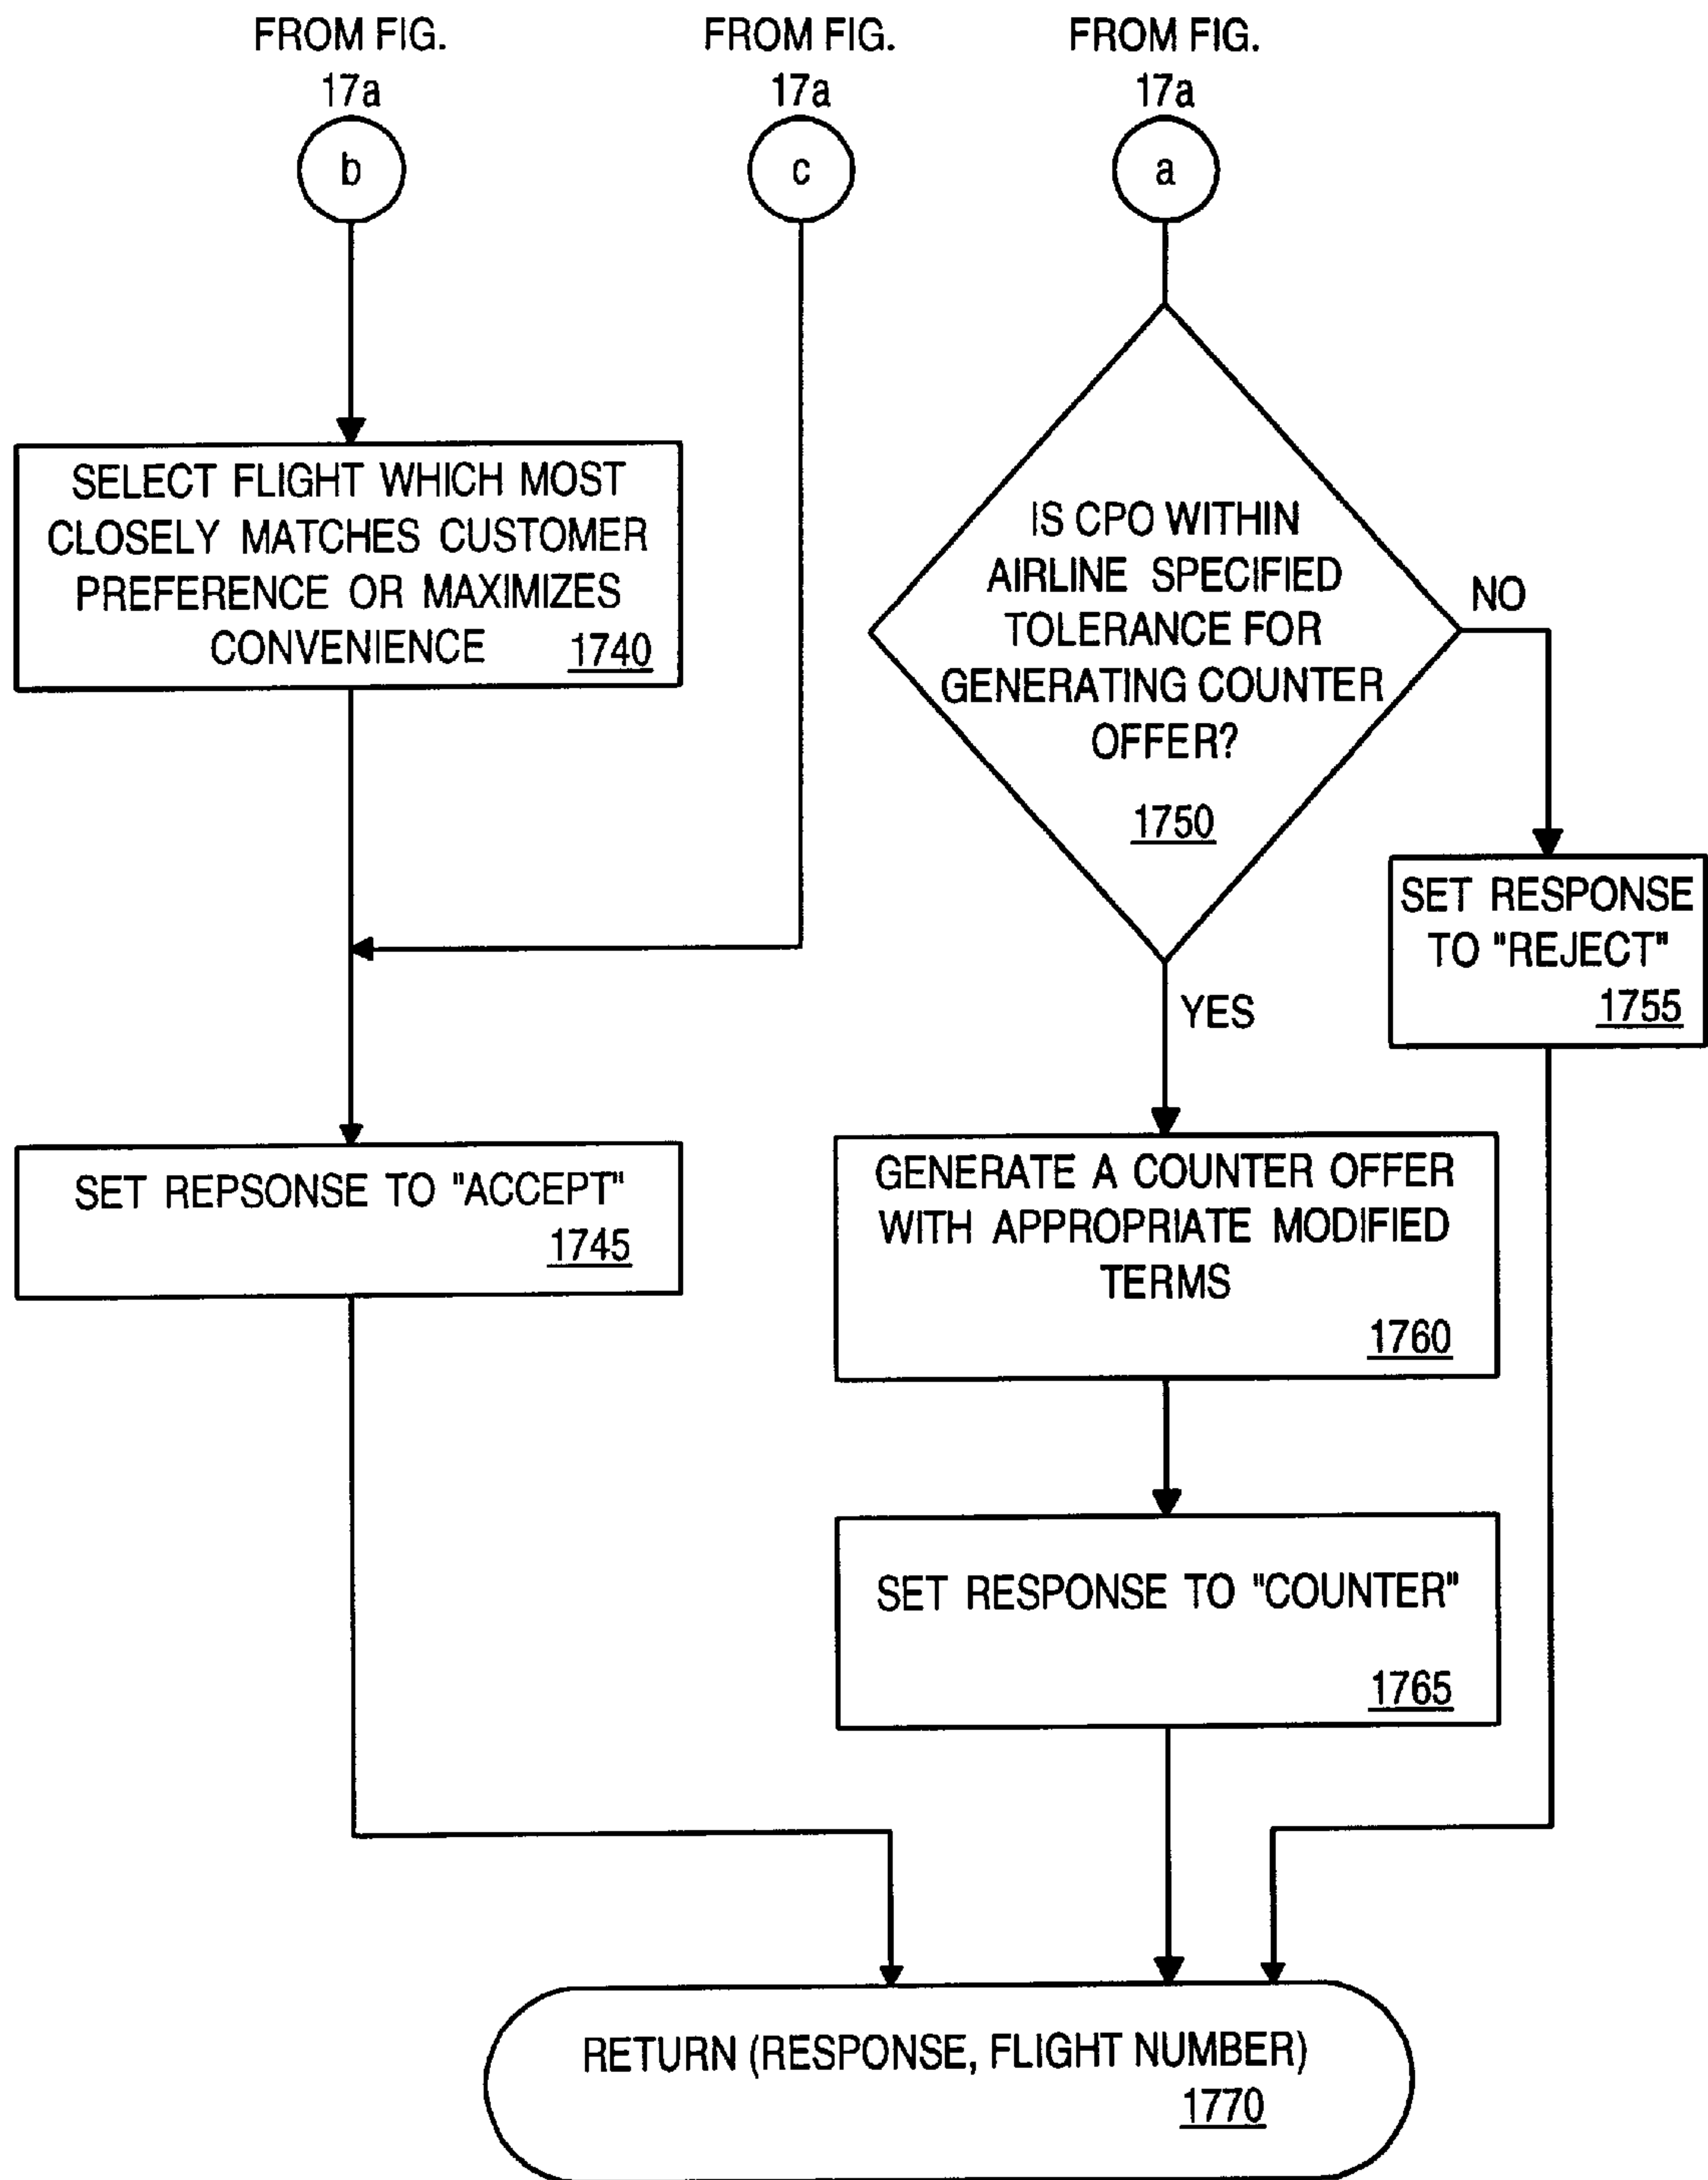 FROM FIG.
17a
b
FROM FIG.
17a
c
FROM FIG.
17a
a
SELECT FLIGHT WHICH MOST
CLOSELY MATCHES CUSTOMER
PREFERENCE OR MAXIMIZES
CONVENIENCE 1740
IS CPO WITHIN
AIRLINE SPECIFIED
TOLERANCE FOR
GENERATING COUNTER
OFFER?
1750
NO
YES
SET RESPONSE
TO "REJECT"
1755
SET REPSONSE TO "ACCEPT"
1745
GENERATE A COUNTER OFFER
WITH APPROPRIATE MODIFIED
TERMS
1760
SET RESPONSE TO "COUNTER"
1765
RETURN (RESPONSE, FLIGHT NUMBER)
1770